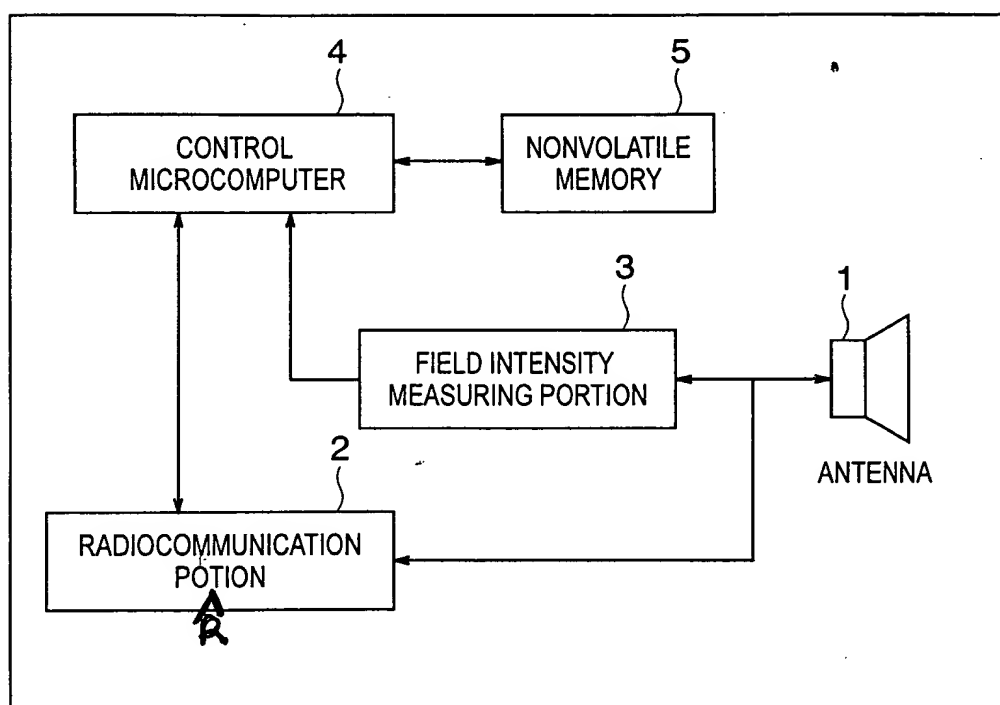 4
5
CONTROL
MICROCOMPUTER
NONVOLATILE
MEMORY
3
1
FIELD INTENSITY
MEASURING PORTION
ANTENNA
2
RADIOCOMMUNICATION
POTION
R